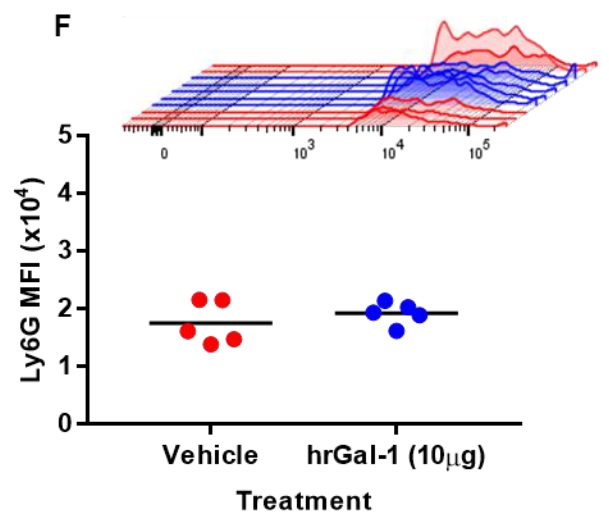 F
0 10³ 10⁴ 10⁵
Ly6G MFI (x10⁴)
5
4
3
2
1
0
Vehicle hrGal-1 (10μg)
Treatment